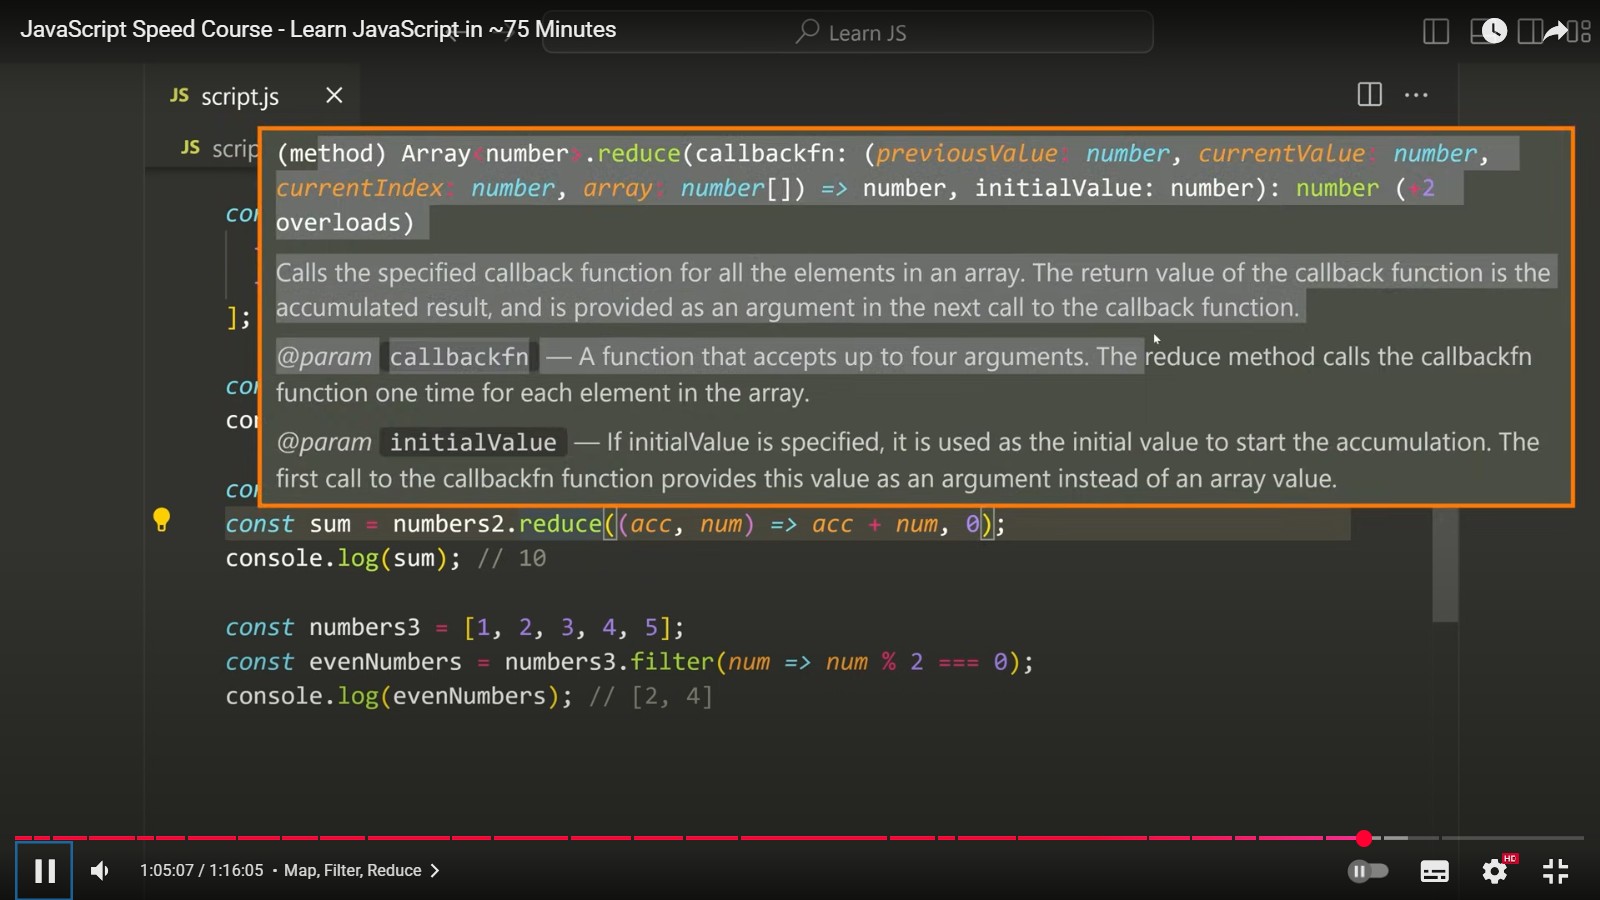 JavaScript Speed Course - Learn JavaScript in ~75 Minutes
Learn JS
JS script.js
JS scrip
(method) Array<number>.reduce(callbackfn: (previousValue: number, currentValue: number,
currentIndex: number, array: number[]) => number, initialValue: number): number (+2
overloads)
Calls the specified callback function for all the elements in an array. The return value of the callback function is the
accumulated result, and is provided as an argument in the next call to the callback function.
@param callbackfn — A function that accepts up to four arguments. The reduce method calls the callbackfn
function one time for each element in the array.
@param initialValue — If initialValue is specified, it is used as the initial value to start the accumulation. The
first call to the callbackfn function provides this value as an argument instead of an array value.
con
];
con
con
con
const sum = numbers2.reduce((acc, num) => acc + num, 0);
console.log(sum); // 10
const numbers3 = [1, 2, 3, 4, 5];
const evenNumbers = numbers3.filter(num => num % 2 === 0);
console.log(evenNumbers); // [2, 4]
1:05:07 / 1:16:05 • Map, Filter, Reduce
HD